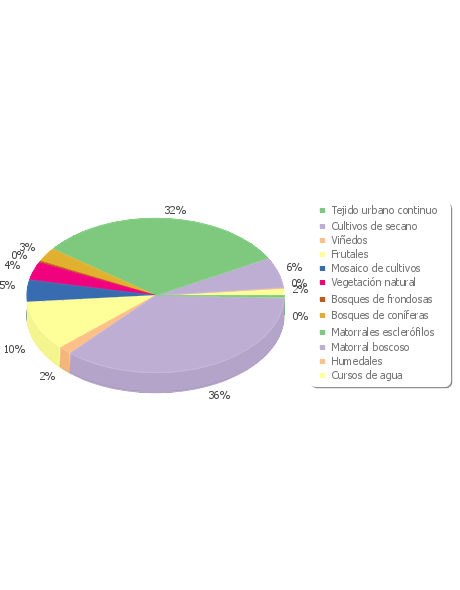 32%
3%
0%
4%
5%
10%
2%
36%
6%
0%
2%
0%
Tejido urbano continuo
Cultivos de secano
Viñedos
Frutales
Mosaico de cultivos
Vegetación natural
Bosques de frondosas
Bosques de coníferas
Matorrales esclerófilos
Matorral boscoso
Humedales
Cursos de agua